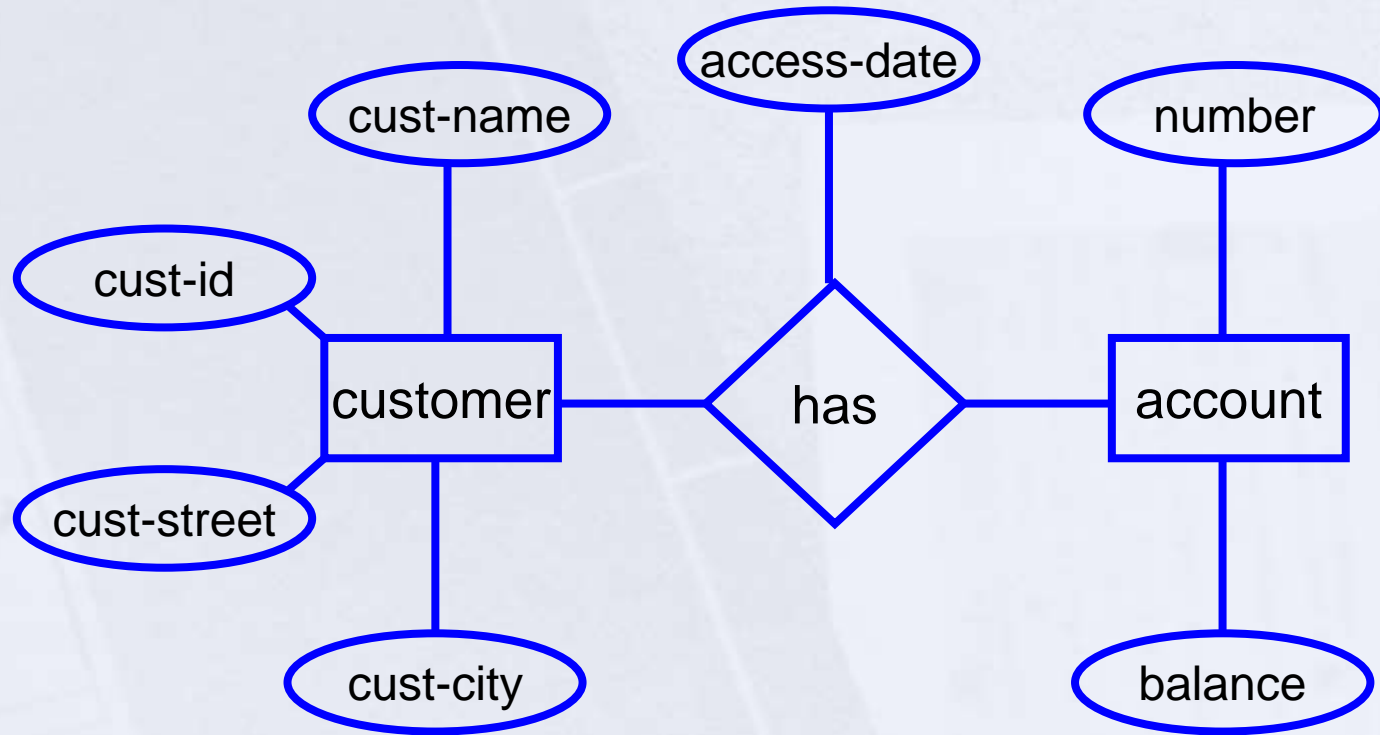 access-date
cust-name
number
cust-id
customer
has
account
cust-street
cust-city
balance